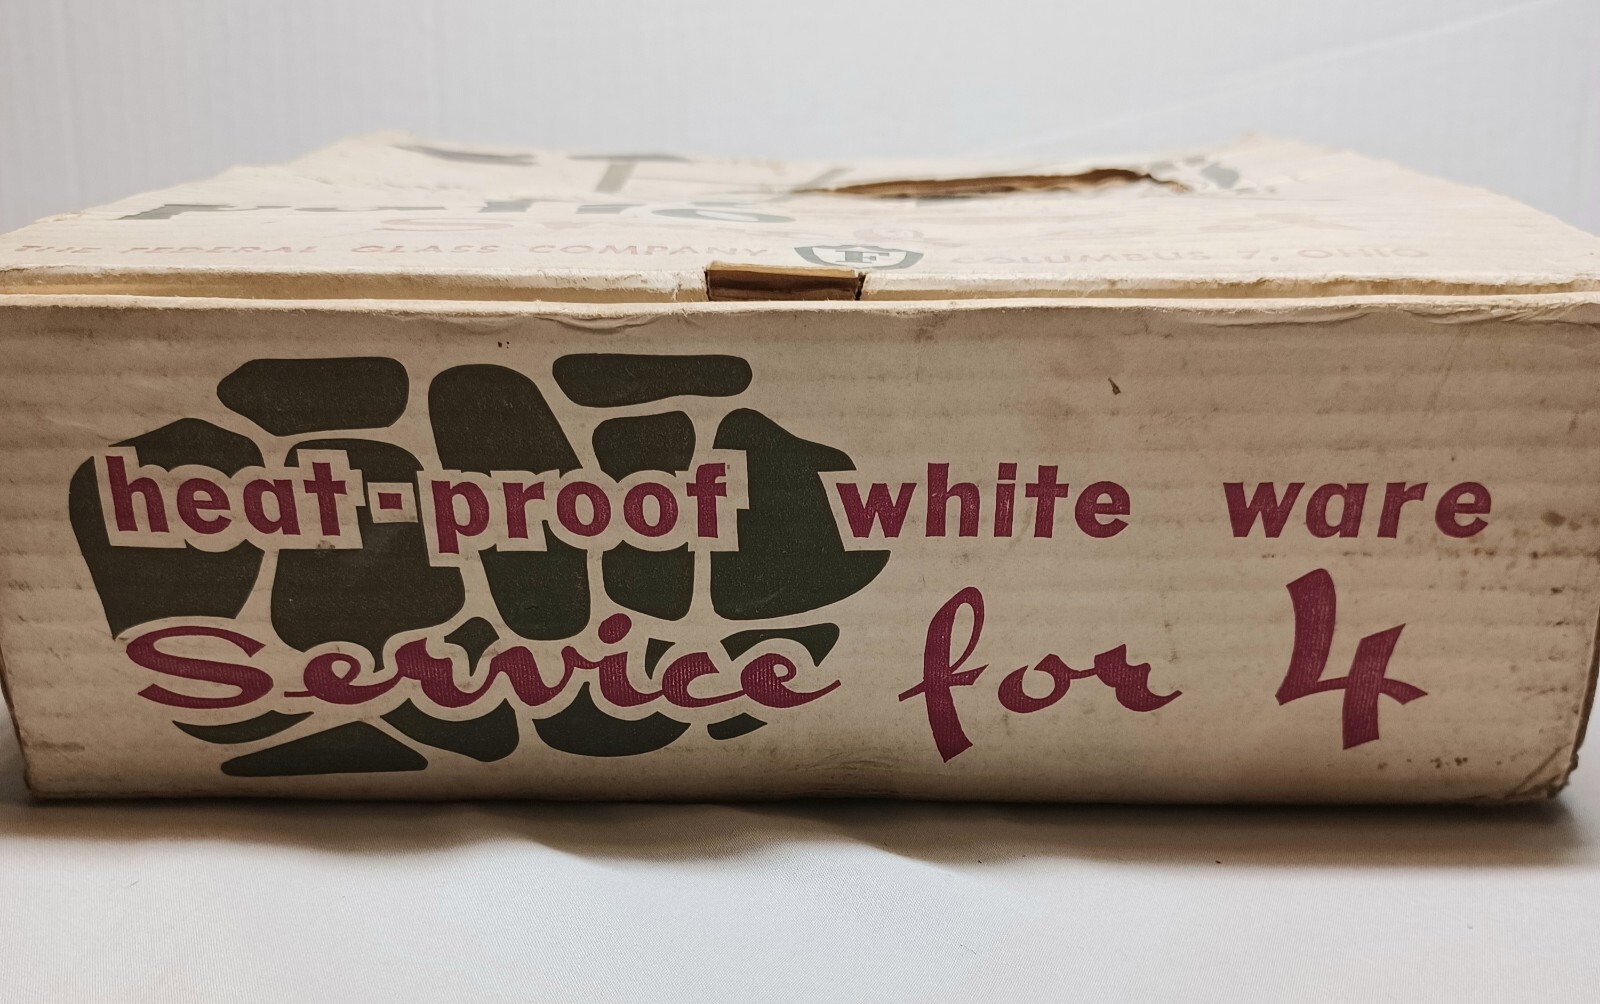 THE FEDERAL GLASS COMPANY F COLUMBUS 7, OHIO
heat-proof white ware
Service for 4